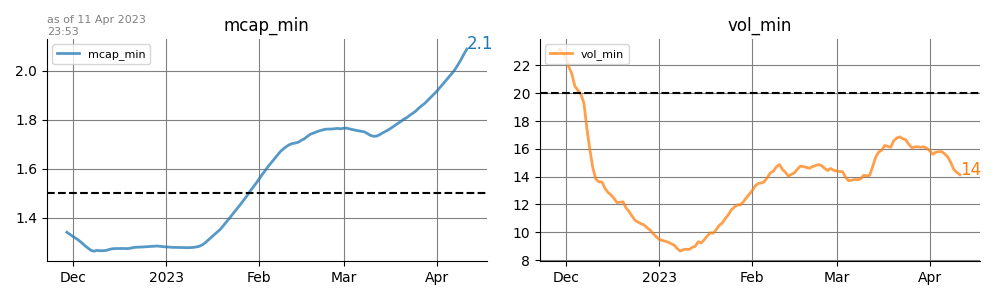 as of 11 Apr 2023
23:53
mcap_min
mcap_min
2.1
2.0
1.8
1.6
1.4
Dec
2023
Feb
Mar
Apr
vol_min
vol_min
22
20
18
16
14
12
10
8
14
Dec
2023
Feb
Mar
Apr